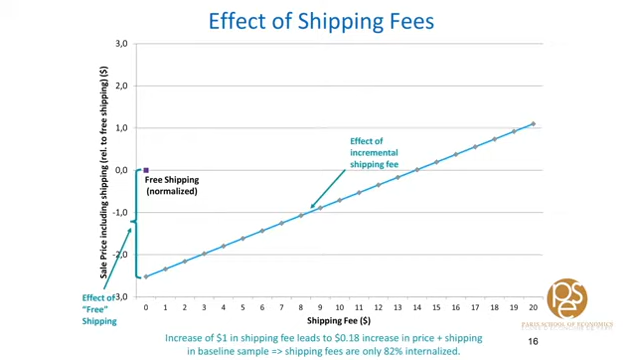 Effect of Shipping Fees
3,0
2,0
1,0
0,0
-1,0
-2,0
-3,0
Sale Price including shipping (rel. to free shipping) ($)
Free Shipping
(normalized)
Effect of
incremental
shipping fee
Effect of
"Free"
Shipping
0 1 2 3 4 5 6 7 8 9 10 11 12 13 14 15 16 17 18 19 20
Shipping Fee ($)
Increase of $1 in shipping fee leads to $0.18 increase in price + shipping
in baseline sample => shipping fees are only 82% internalized.
pse
PARIS SCHOOL OF ECONOMICS
16